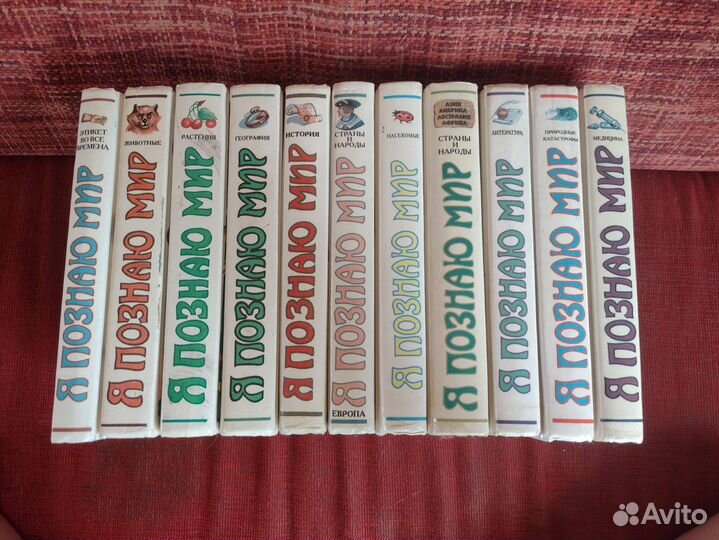 ЭТИКЕТ
ВО ВСЕ
ВРЕМЕНА
Я ПОЗНАЮ МИР
ЖИВОТНЫЕ
Я ПОЗНАЮ МИР
РАСТЕНИЯ
Я ПОЗНАЮ МИР
ГЕОГРАФИЯ
Я ПОЗНАЮ МИР
ИСТОРИЯ
Я ПОЗНАЮ МИР
СТРАНЫ И
НАРОДЫ
Я ПОЗНАЮ МИР
ЕВРОПА
НАСЕКОМЫЕ
Я ПОЗНАЮ МИР
АЗИЯ
АМЕРИКА
АВСТРАЛИЯ
АФРИКА
СТРАНЫ И
НАРОДЫ
Я ПОЗНАЮ МИР
ЛИТЕРАТУРА
Я ПОЗНАЮ МИР
ПРИРОДНЫЕ
КАТАСТРОФЫ
Я ПОЗНАЮ МИР
МЕДИЦИНА
Я ПОЗНАЮ МИР
Avito